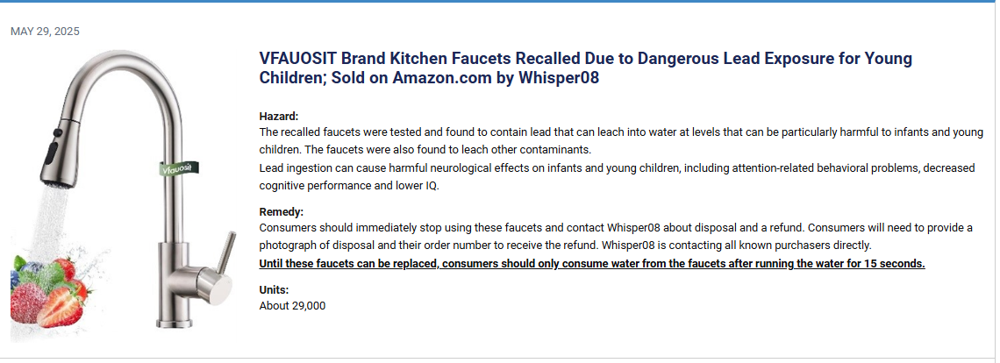 MAY 29, 2025
VFAUOSIT Brand Kitchen Faucets Recalled Due to Dangerous Lead Exposure for Young
Children; Sold on Amazon.com by Whisper08
Vfauosit
Hazard:
The recalled faucets were tested and found to contain lead that can leach into water at levels that can be particularly harmful to infants and young
children. The faucets were also found to leach other contaminants.
Lead ingestion can cause harmful neurological effects on infants and young children, including attention-related behavioral problems, decreased
cognitive performance and lower IQ.
Remedy:
Consumers should immediately stop using these faucets and contact Whisper08 about disposal and a refund. Consumers will need to provide a
photograph of disposal and their order number to receive the refund. Whisper08 is contacting all known purchasers directly.
Until these faucets can be replaced, consumers should only consume water from the faucets after running the water for 15 seconds.
Units:
About 29,000